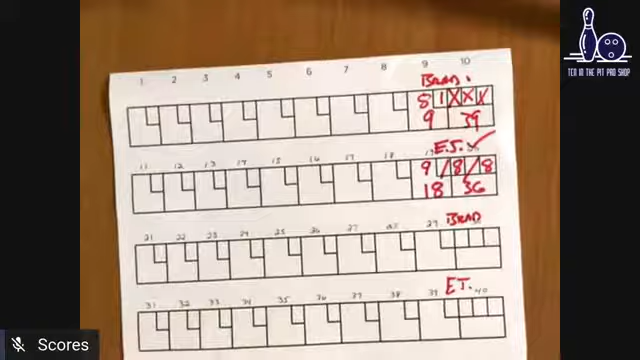 1 2 3 4 5 6 7 8 9 10
BRAD.
8 1 X X X
9 39
11 12 13 14 15 16 17 18 19
E.J. ✓
9 / 8 / 8
18 36
21 22 23 24 25 26 27 28 29
BRAD
31 32 33 34 35 36 37 38 39 40
E.J.
TEN IN THE PIT PRO SHOP
Scores